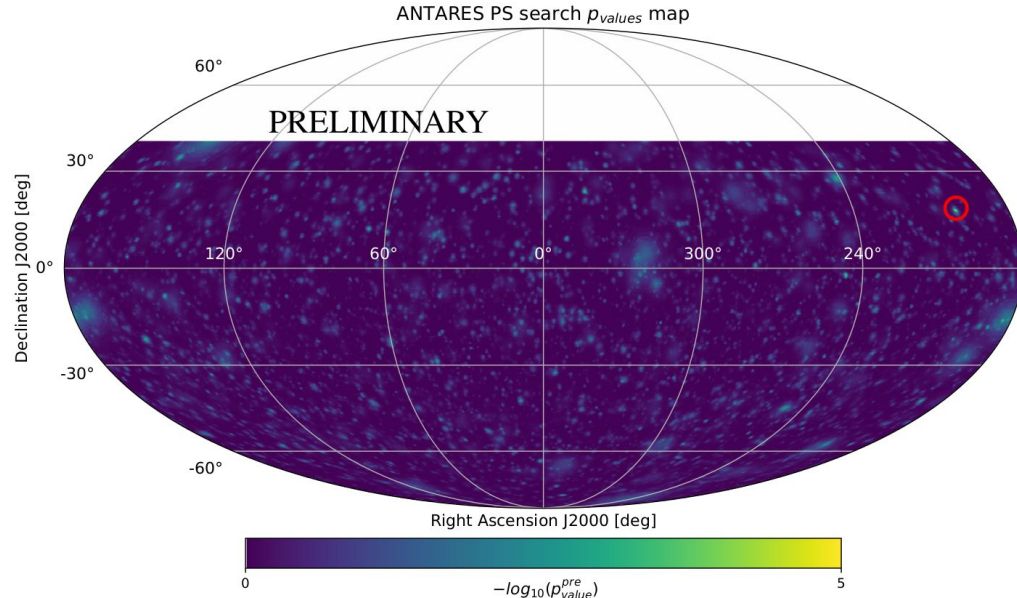 ANTARES PS search p_values map
60°
PRELIMINARY
30°
120° 60° 0° 300° 240°
0°
Declination J2000 [deg]
-30°
-60°
Right Ascension J2000 [deg]
0 5
−log₁₀(p^pre_value)